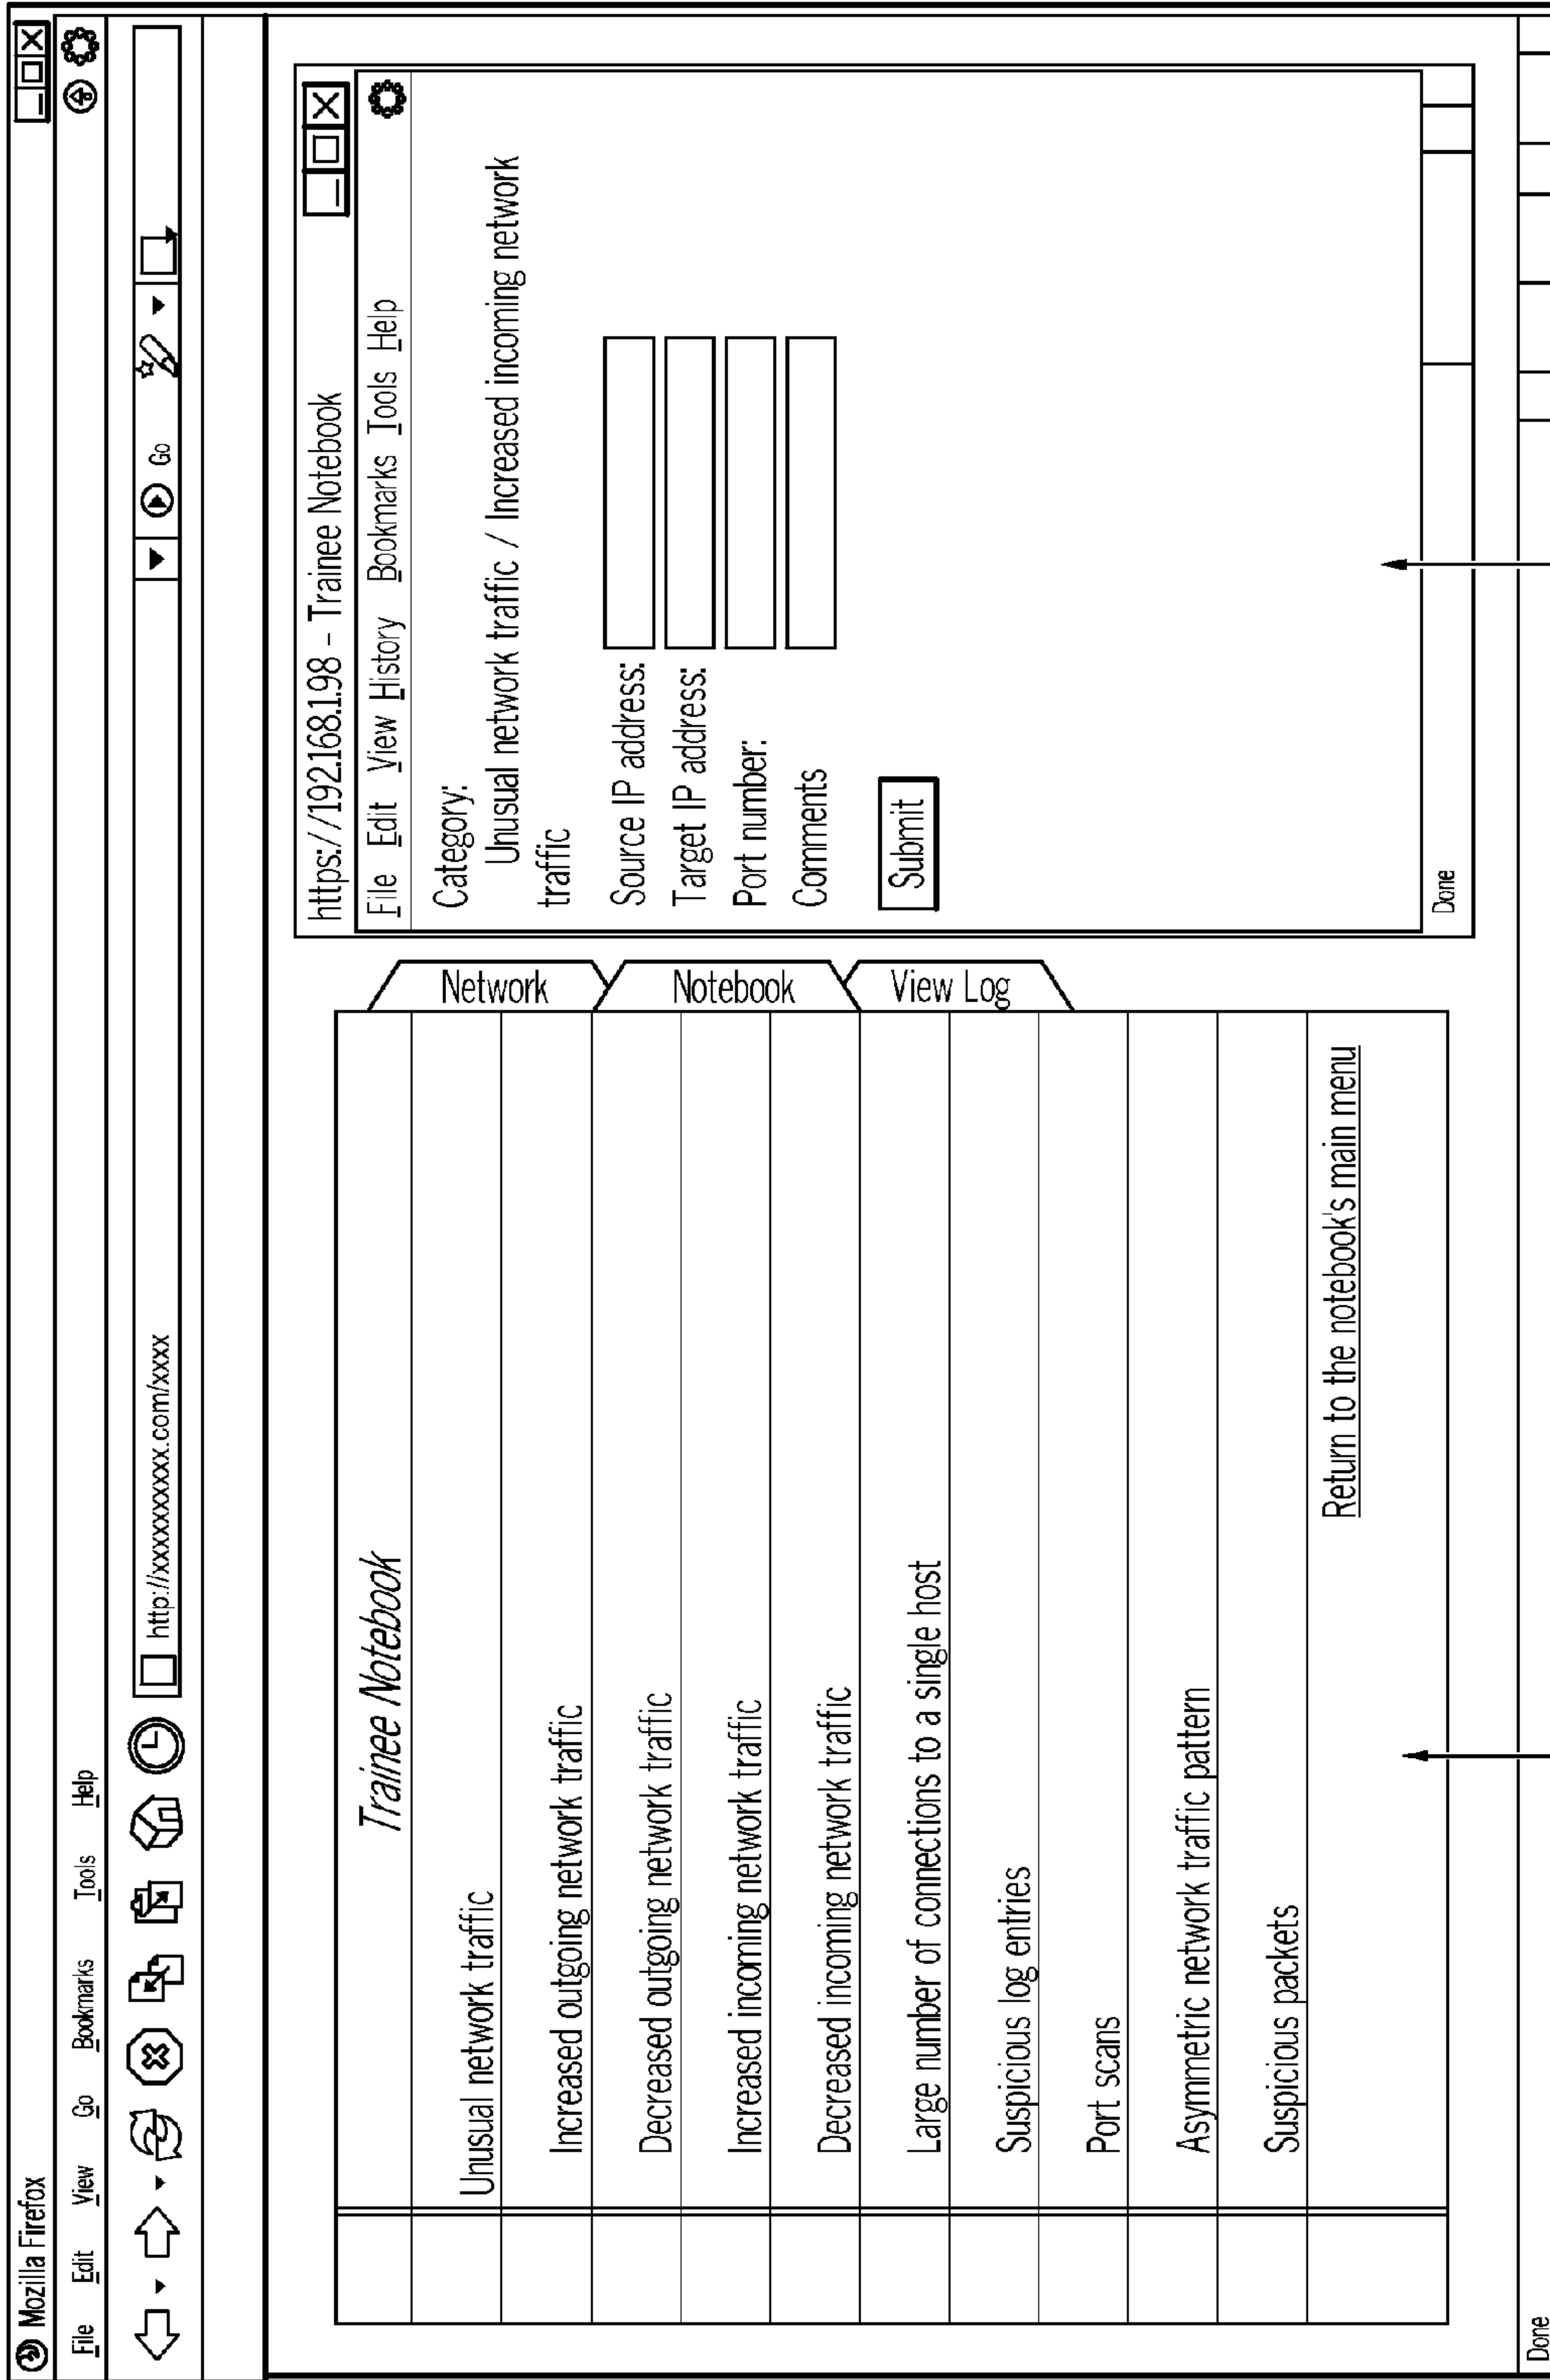 Mozilla Firefox
File Edit View Go Bookmarks Tools Help
http://xxxxxxxxxx.com/xxxx
Go
Trainee Notebook
Unusual network traffic
Increased outgoing network traffic
Decreased outgoing network traffic
Increased incoming network traffic
Decreased incoming network traffic
Large number of connections to a single host
Suspicious log entries
Port scans
Asymmetric network traffic pattern
Suspicious packets
Return to the notebook's main menu
Network
Notebook
View Log
https://192.168.1.98 - Trainee Notebook
File Edit View History Bookmarks Tools Help
Category:
Unusual network traffic / Increased incoming network
traffic
Source IP address:
Target IP address:
Port number:
Comments
Submit
Done
Done